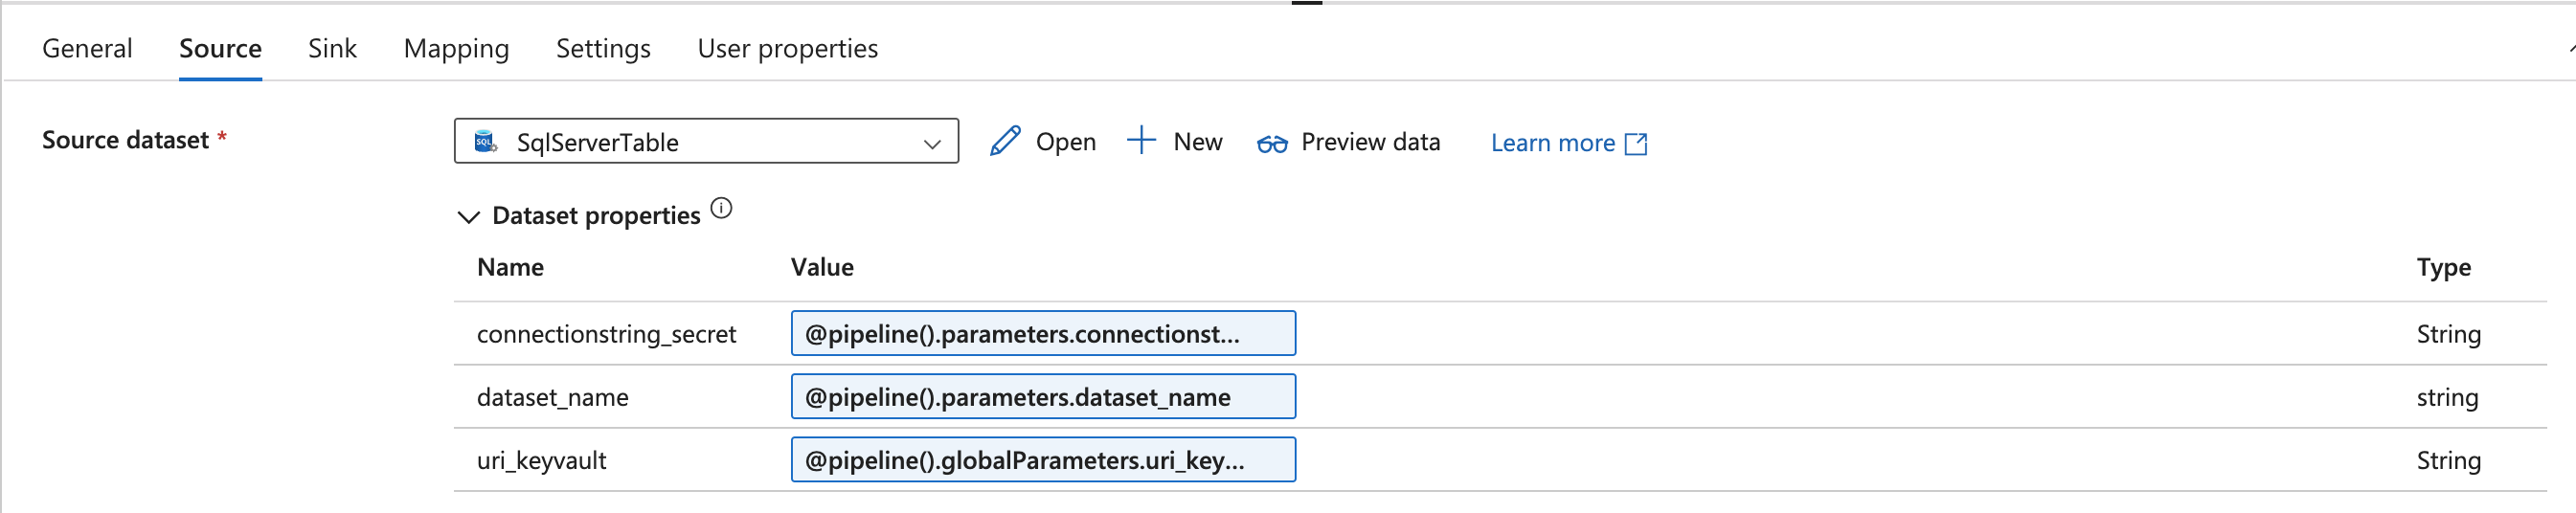 General Source Sink Mapping Settings User properties
Source dataset * SQL SqlServerTable Open New Preview data Learn more
Dataset properties
Name Value Type
connectionstring_secret @pipeline().parameters.connectionst... String
dataset_name @pipeline().parameters.dataset_name string
uri_keyvault @pipeline().globalParameters.uri_key... String